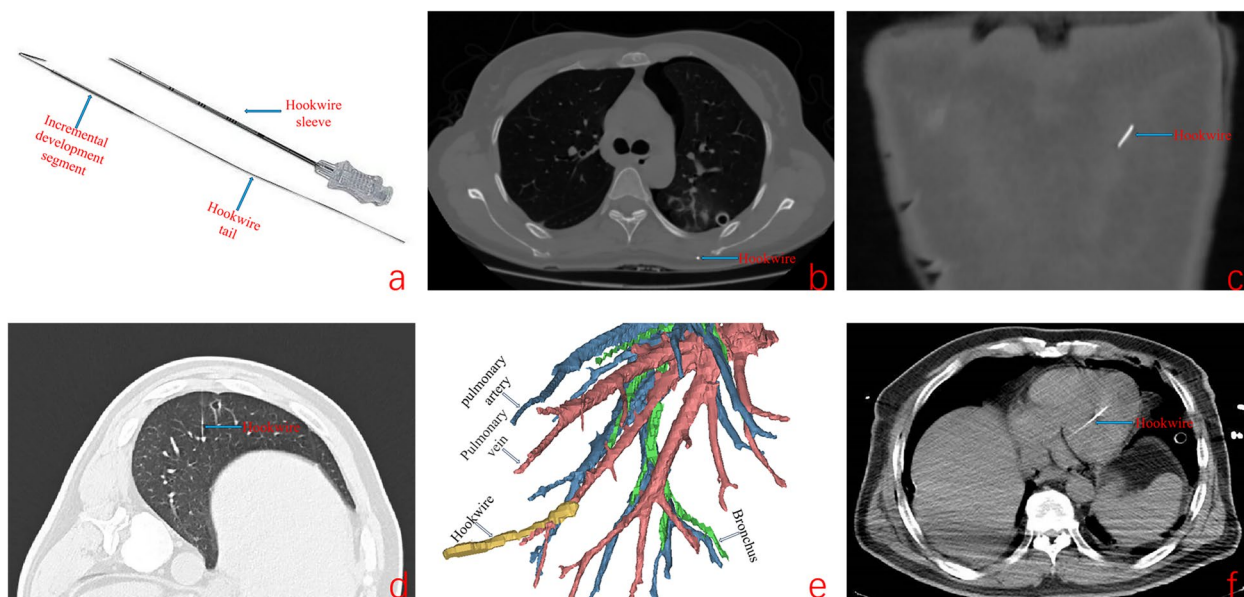 Hookwire
sleeve
Incremental
development
segment
Hookwire
tail
a
Hookwire
b
Hookwire
c
Hookwire
d
pulmonary
artery
Pulmonary
vein
Hookwire
Bronchus
e
Hookwire
f